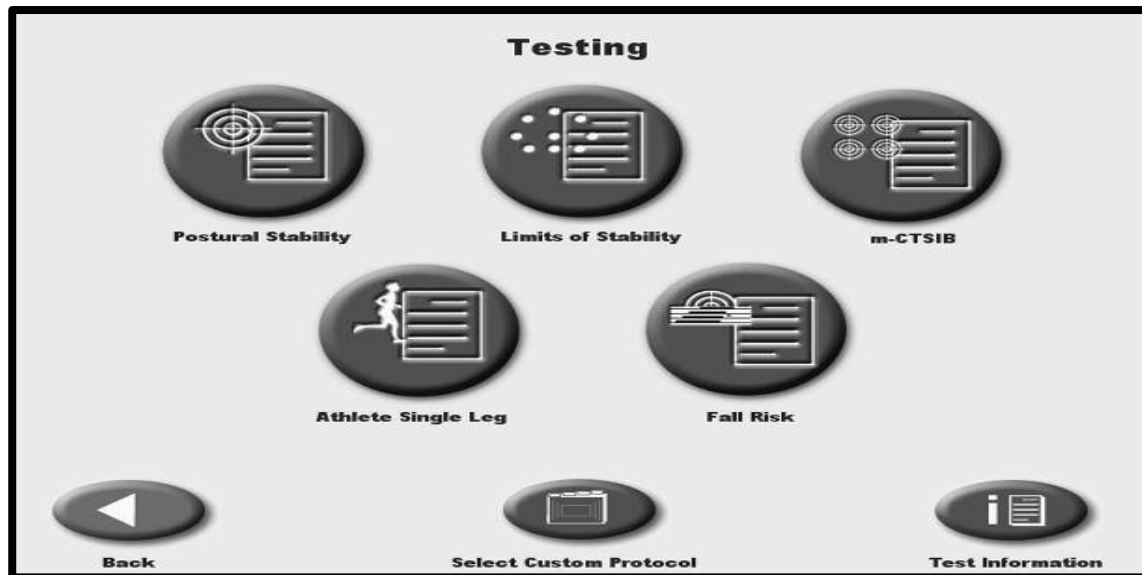 Testing
Postural Stability
Limits of Stability
m-CTSIB
Athlete Single Leg
Fall Risk
Back
Select Custom Protocol
Test Information